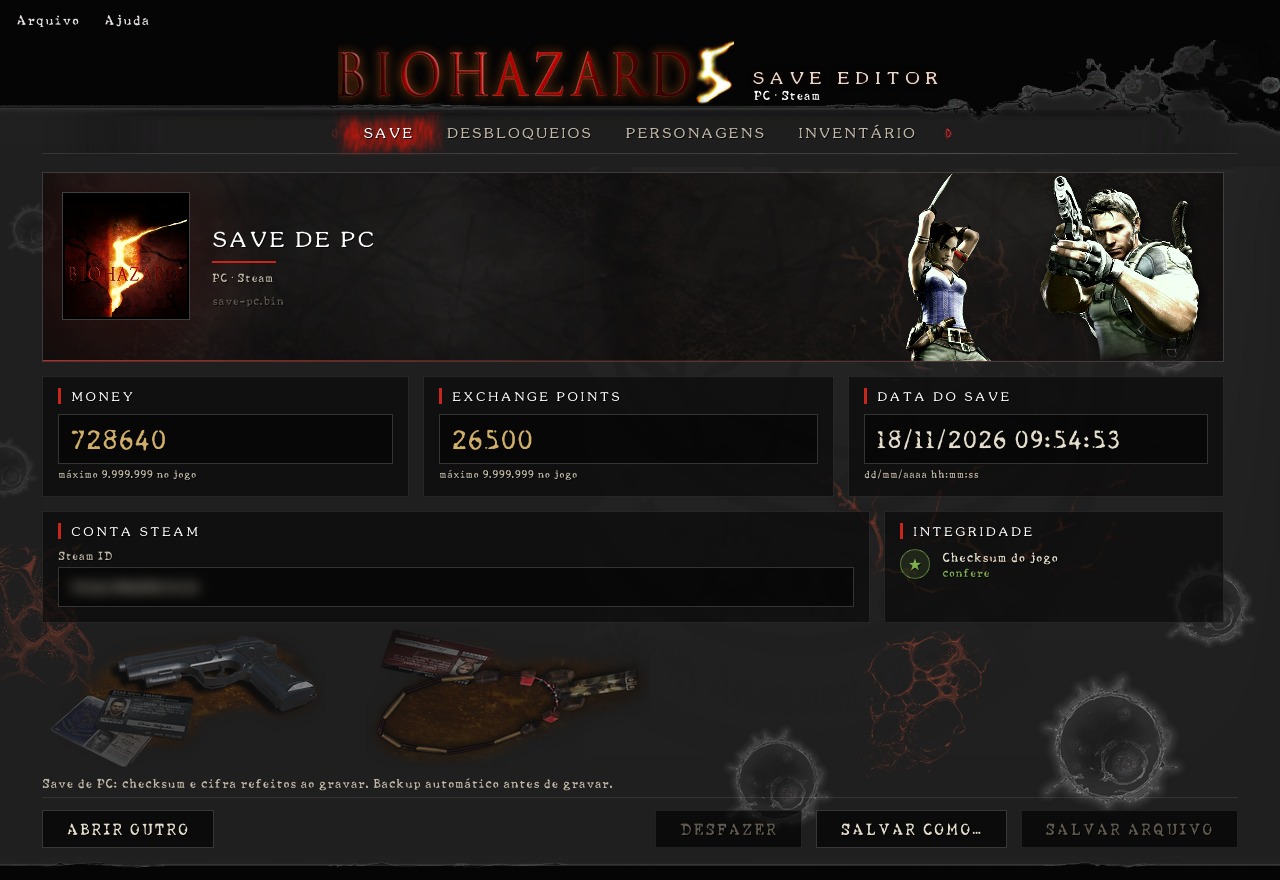 Arquivo Ajuda
BIOHAZARD 5
SAVE EDITOR
PC · Steam
SAVE DESBLOQUEIOS PERSONAGENS INVENTÁRIO
BIOHAZARD
SAVE DE PC
PC · Steam
save-pc.bin
MONEY
728640
máximo 9.999.999 no jogo
EXCHANGE POINTS
26500
máximo 9.999.999 no jogo
DATA DO SAVE
18/11/2026 09:54:53
dd/mm/aaaa hh:mm:ss
CONTA STEAM
Steam ID
INTEGRIDADE
Checksum do jogo
confere
Save de PC: checksum e cifra refeitos ao gravar. Backup automático antes de gravar.
ABRIR OUTRO DESFAZER SALVAR COMO… SALVAR ARQUIVO